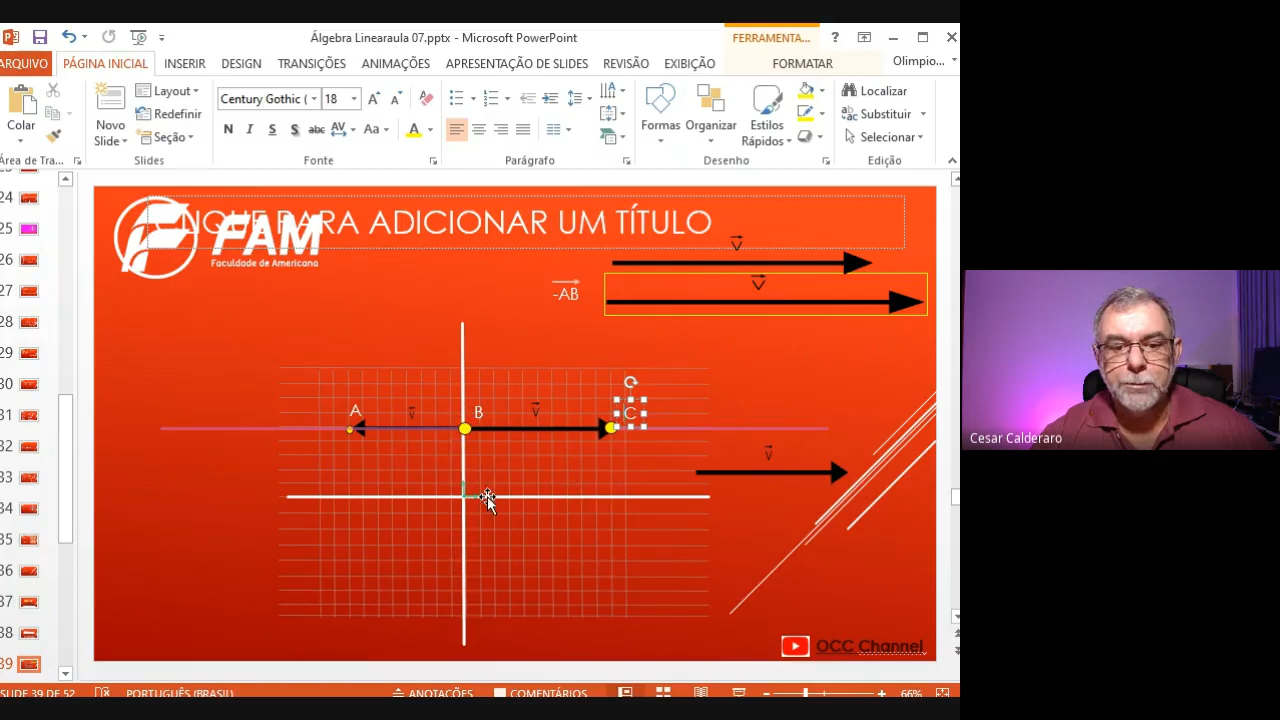 Álgebra Linearaula 07.pptx - Microsoft PowerPoint
FERRAMENTA...
ARQUIVO
PÁGINA INICIAL
INSERIR
DESIGN
TRANSIÇÕES
ANIMAÇÕES
APRESENTAÇÃO DE SLIDES
REVISÃO
EXIBIÇÃO
FORMATAR
Olimpio...
Colar
Novo
Slide
Layout
Redefinir
Seção
Century Gothic (
18
N I S S abc AV Aa A
Formas
Organizar
Estilos
Rápidos
Localizar
Substituir
Selecionar
Área de Tra...
Slides
Fonte
Parágrafo
Desenho
Edição
24
25
26
27
28
29
30
31
32
33
34
35
36
37
38
39
PARA ADICIONAR UM TÍTULO
FAM
Faculdade de Americana
V
V
-AB
A
V
B
V
C
V
OCC Channel
Cesar Calderaro
SLIDE 39 DE 52
PORTUGUÊS (BRASIL)
ANOTAÇÕES
COMENTÁRIOS
66%